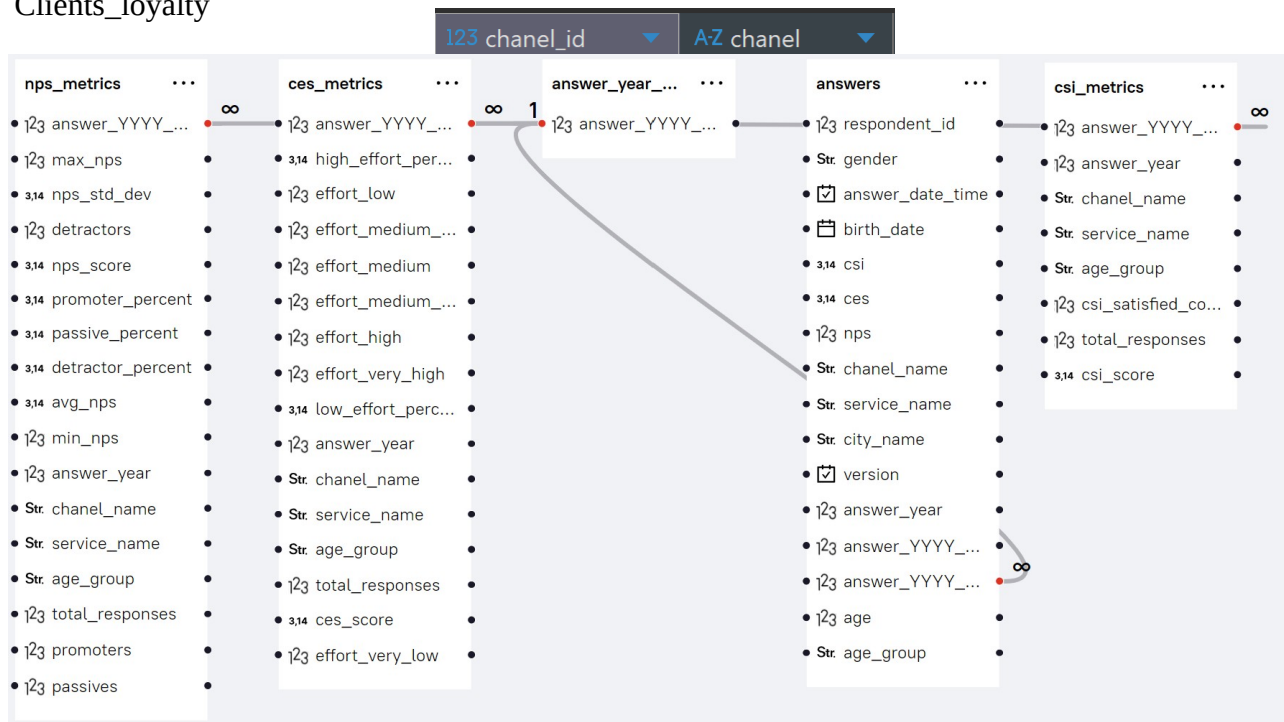 Clients_loyalty
123 chanel_id
A-Z chanel
nps_metrics ...
123 answer_YYYY_...
123 max_nps
3,14 nps_std_dev
123 detractors
3,14 nps_score
3,14 promoter_percent
3,14 passive_percent
3,14 detractor_percent
3,14 avg_nps
123 min_nps
123 answer_year
Str. chanel_name
Str. service_name
Str. age_group
123 total_responses
123 promoters
123 passives
∞
ces_metrics ...
123 answer_YYYY_...
3,14 high_effort_per...
123 effort_low
123 effort_medium_...
123 effort_medium
123 effort_medium_...
123 effort_high
123 effort_very_high
3,14 low_effort_perc...
123 answer_year
Str. chanel_name
Str. service_name
Str. age_group
123 total_responses
3,14 ces_score
123 effort_very_low
∞ 1
answer_year_... ...
123 answer_YYYY_...
answers ...
123 respondent_id
Str. gender
answer_date_time
birth_date
3,14 csi
3,14 ces
123 nps
Str. chanel_name
Str. service_name
Str. city_name
version
123 answer_year
123 answer_YYYY_...
123 answer_YYYY_...
123 age
Str. age_group
∞
csi_metrics ...
123 answer_YYYY_...
123 answer_year
Str. chanel_name
Str. service_name
Str. age_group
123 csi_satisfied_co...
123 total_responses
3,14 csi_score
∞